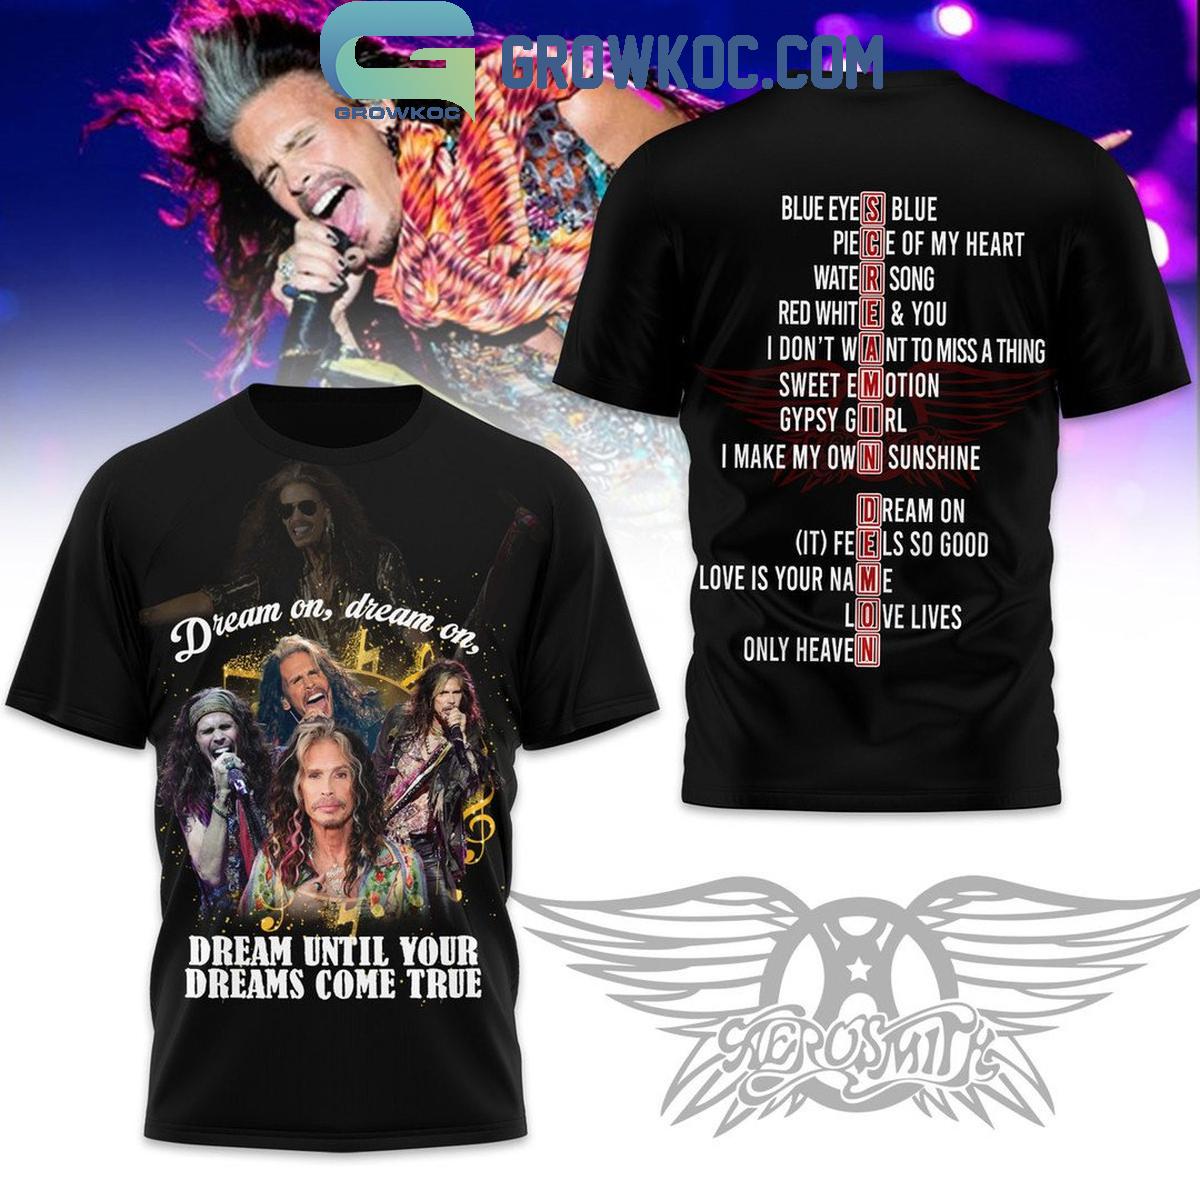 GROWKOC
GROWKOC.COM
BLUE EYES BLUE
PIECE OF MY HEART
WATER SONG
RED WHITE & YOU
I DON'T WANT TO MISS A THING
SWEET EMOTION
GYPSY GIRL
I MAKE MY OWN SUNSHINE
DREAM ON
(IT) FEELS SO GOOD
LOVE IS YOUR NAME
LOVE LIVES
ONLY HEAVEN
Dream on, dream on,
DREAM UNTIL YOUR
DREAMS COME TRUE
AEROSMITH